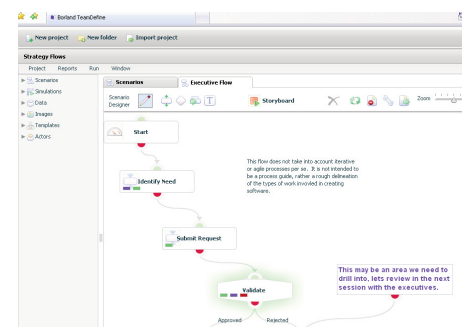 Borland TeamDefine
New project New folder Import project
Strategy Flows
Project Reports Run Window
Scenarios
Simulations
Data
Images
Templates
Actors
Scenarios Executive Flow
Scenario
Designer
T
Storyboard
Zoom
Start
This flow does not take into account iterative
or agile processes per se. It is not intended to
be a process guide, rather a rough delineation
of the types of work invovled in creating
software.
Identify Need
Submit Request
This may be an area we need to
drill into, lets review in the next
session with the executives.
Validate
Approved Rejected